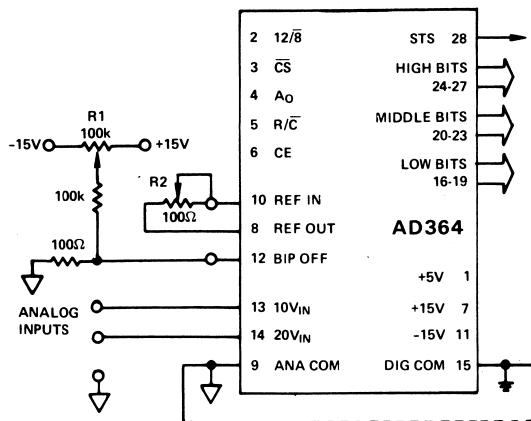 2 12/8̅
3 C̅S̅
4 A₀
5 R/C̅
6 CE
10 REF IN
8 REF OUT
12 BIP OFF
13 10VIN
14 20VIN
9 ANA COM
STS 28
HIGH BITS
24-27
MIDDLE BITS
20-23
LOW BITS
16-19
AD364
+5V 1
+15V 7
-15V 11
DIG COM 15
R1
100k
-15V
+15V
100k
R2
100Ω
100Ω
ANALOG
INPUTS